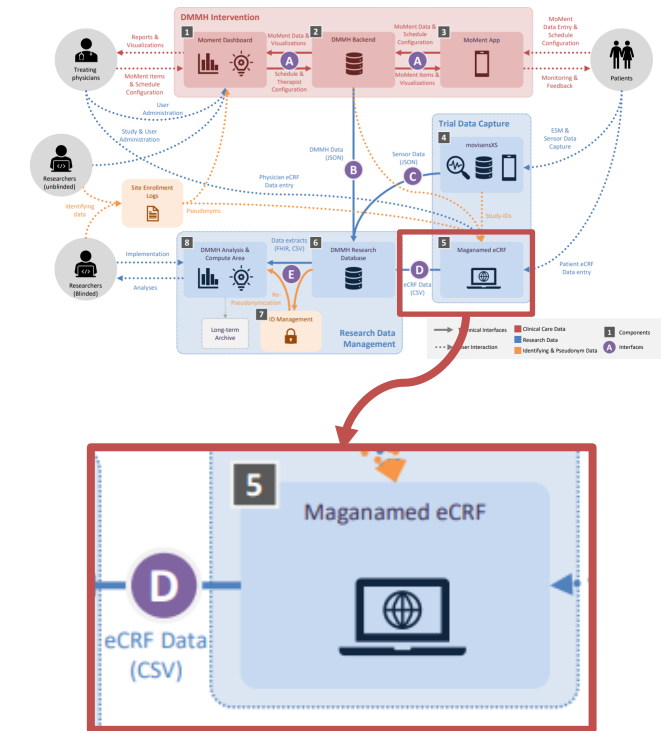 DMMH Intervention
1
Moment Dashboard
2
DMMH Backend
3
MoMent App
Reports &
Visualizations
MoMent items
& Schedule
Configuration
Treating
physicians
MoMent Data &
Visualisations
A
Schedule &
Therapist
Configuration
MoMent Data &
Schedule
Configuration
A
MoMent Items &
Visualizations
MoMent
Data Entry &
Schedule
Configuration
Monitoring &
Feedback
Patients
User
Administration
Study & User
Administration
Researchers
(unblinded)
Identifying
data
Site Enrollment
Logs
Pseudonyms
Physician eCRF
Data entry
DMMH Data
(JSON)
B
Sensor Data
(JSON)
C
Trial Data Capture
4
movisensXS
ESM &
Sensor Data
Capture
Study-IDs
Researchers
(Blinded)
Implementation
Analyses
8
DMMH Analysis &
Compute Area
Data extracts
(FHIR, CSV)
E
6
DMMH Research
Database
D
eCRF Data
(CSV)
5
Maganamed eCRF
Patient eCRF
Data entry
Re-
Pseudonymization
7
ID Management
Long-term
Archive
Research Data
Management
Technical Interfaces
User Interaction
Clinical Care Data
Research Data
Identifying & Pseudonym Data
1 Components
A Interfaces
5
Maganamed eCRF
D
eCRF Data
(CSV)